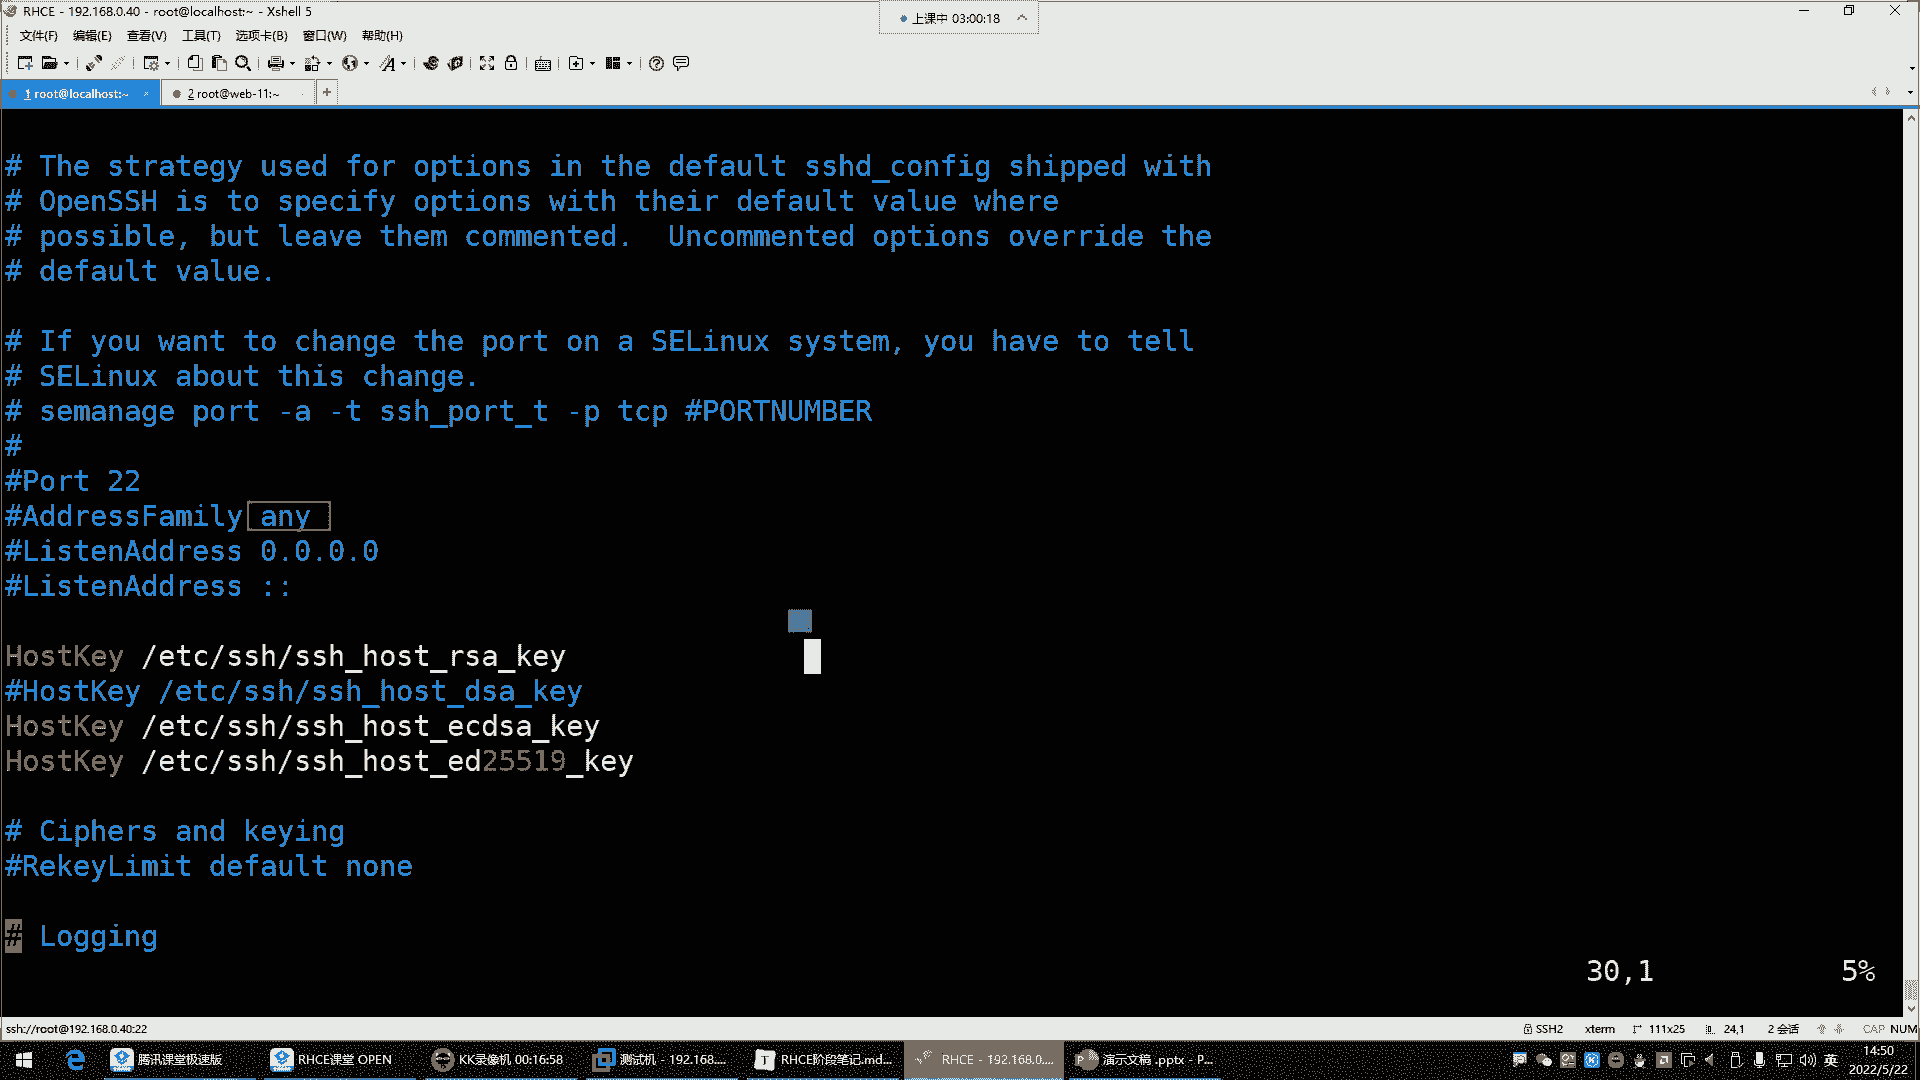 RHCE - 192.168.0.40 - root@localhost:~ - Xshell 5
上课中 03:00:18
文件(F) 编辑(E) 查看(V) 工具(T) 选项卡(B) 窗口(W) 帮助(H)
1 root@localhost:~
2 root@web-11:~
# The strategy used for options in the default sshd_config shipped with
# OpenSSH is to specify options with their default value where
# possible, but leave them commented.  Uncommented options override the
# default value.
# If you want to change the port on a SELinux system, you have to tell
# SELinux about this change.
# semanage port -a -t ssh_port_t -p tcp #PORTNUMBER
#
#Port 22
#AddressFamily any
#ListenAddress 0.0.0.0
#ListenAddress ::
HostKey /etc/ssh/ssh_host_rsa_key
#HostKey /etc/ssh/ssh_host_dsa_key
HostKey /etc/ssh/ssh_host_ecdsa_key
HostKey /etc/ssh/ssh_host_ed25519_key
# Ciphers and keying
#RekeyLimit default none
# Logging
30,1 5%
ssh://root@192.168.0.40:22
SSH2 xterm 111x25 24,1 2 会话 CAP NUM
腾讯课堂极速版
RHCE课堂 OPEN
KK录像机 00:16:58
测试机 - 192.168....
RHCE阶段笔记.md...
RHCE - 192.168.0....
演示文稿 .pptx - P...
英
14:50
2022/5/22